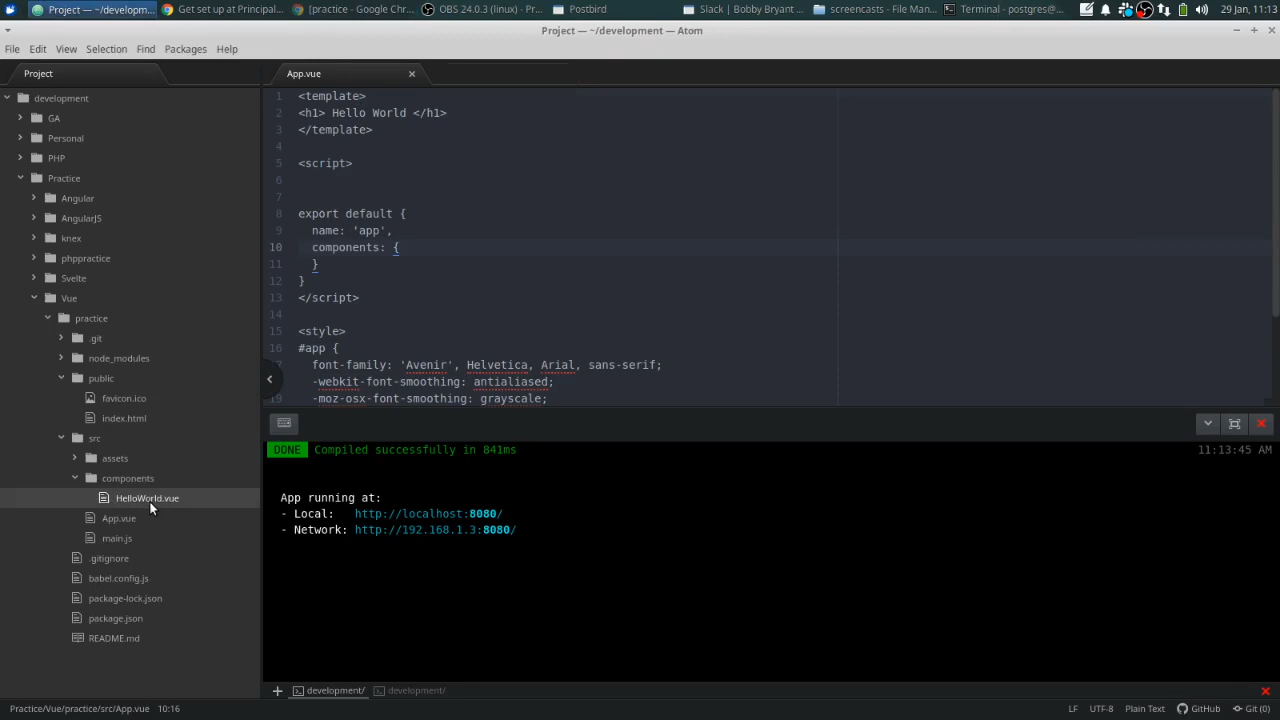 Project — ~/developm...
Get set up at Principal...
[practice - Google Chr...
OBS 24.0.3 (linux) - Pr...
Postbird
Slack | Bobby Bryant ...
screencasts - File Man...
Terminal - postgres@...
29 Jan, 11:13
Project — ~/development — Atom
File Edit View Selection Find Packages Help
Project
App.vue
development
GA
Personal
PHP
Practice
Angular
AngularJS
knex
phppractice
Svelte
Vue
practice
.git
node_modules
public
favicon.ico
index.html
src
assets
components
HelloWorld.vue
App.vue
main.js
.gitignore
babel.config.js
package-lock.json
package.json
README.md
1 <template>
2 <h1> Hello World </h1>
3 </template>
4
5 <script>
6
7
8 export default {
9 name: 'app',
10 components: {
11 }
12 }
13 </script>
14
15 <style>
16 #app {
17 font-family: 'Avenir', Helvetica, Arial, sans-serif;
18 -webkit-font-smoothing: antialiased;
19 -moz-osx-font-smoothing: grayscale;
DONE Compiled successfully in 841ms 11:13:45 AM
App running at:
- Local: http://localhost:8080/
- Network: http://192.168.1.3:8080/
development/ development/
Practice/Vue/practice/src/App.vue 10:16 LF UTF-8 Plain Text GitHub Git (0)